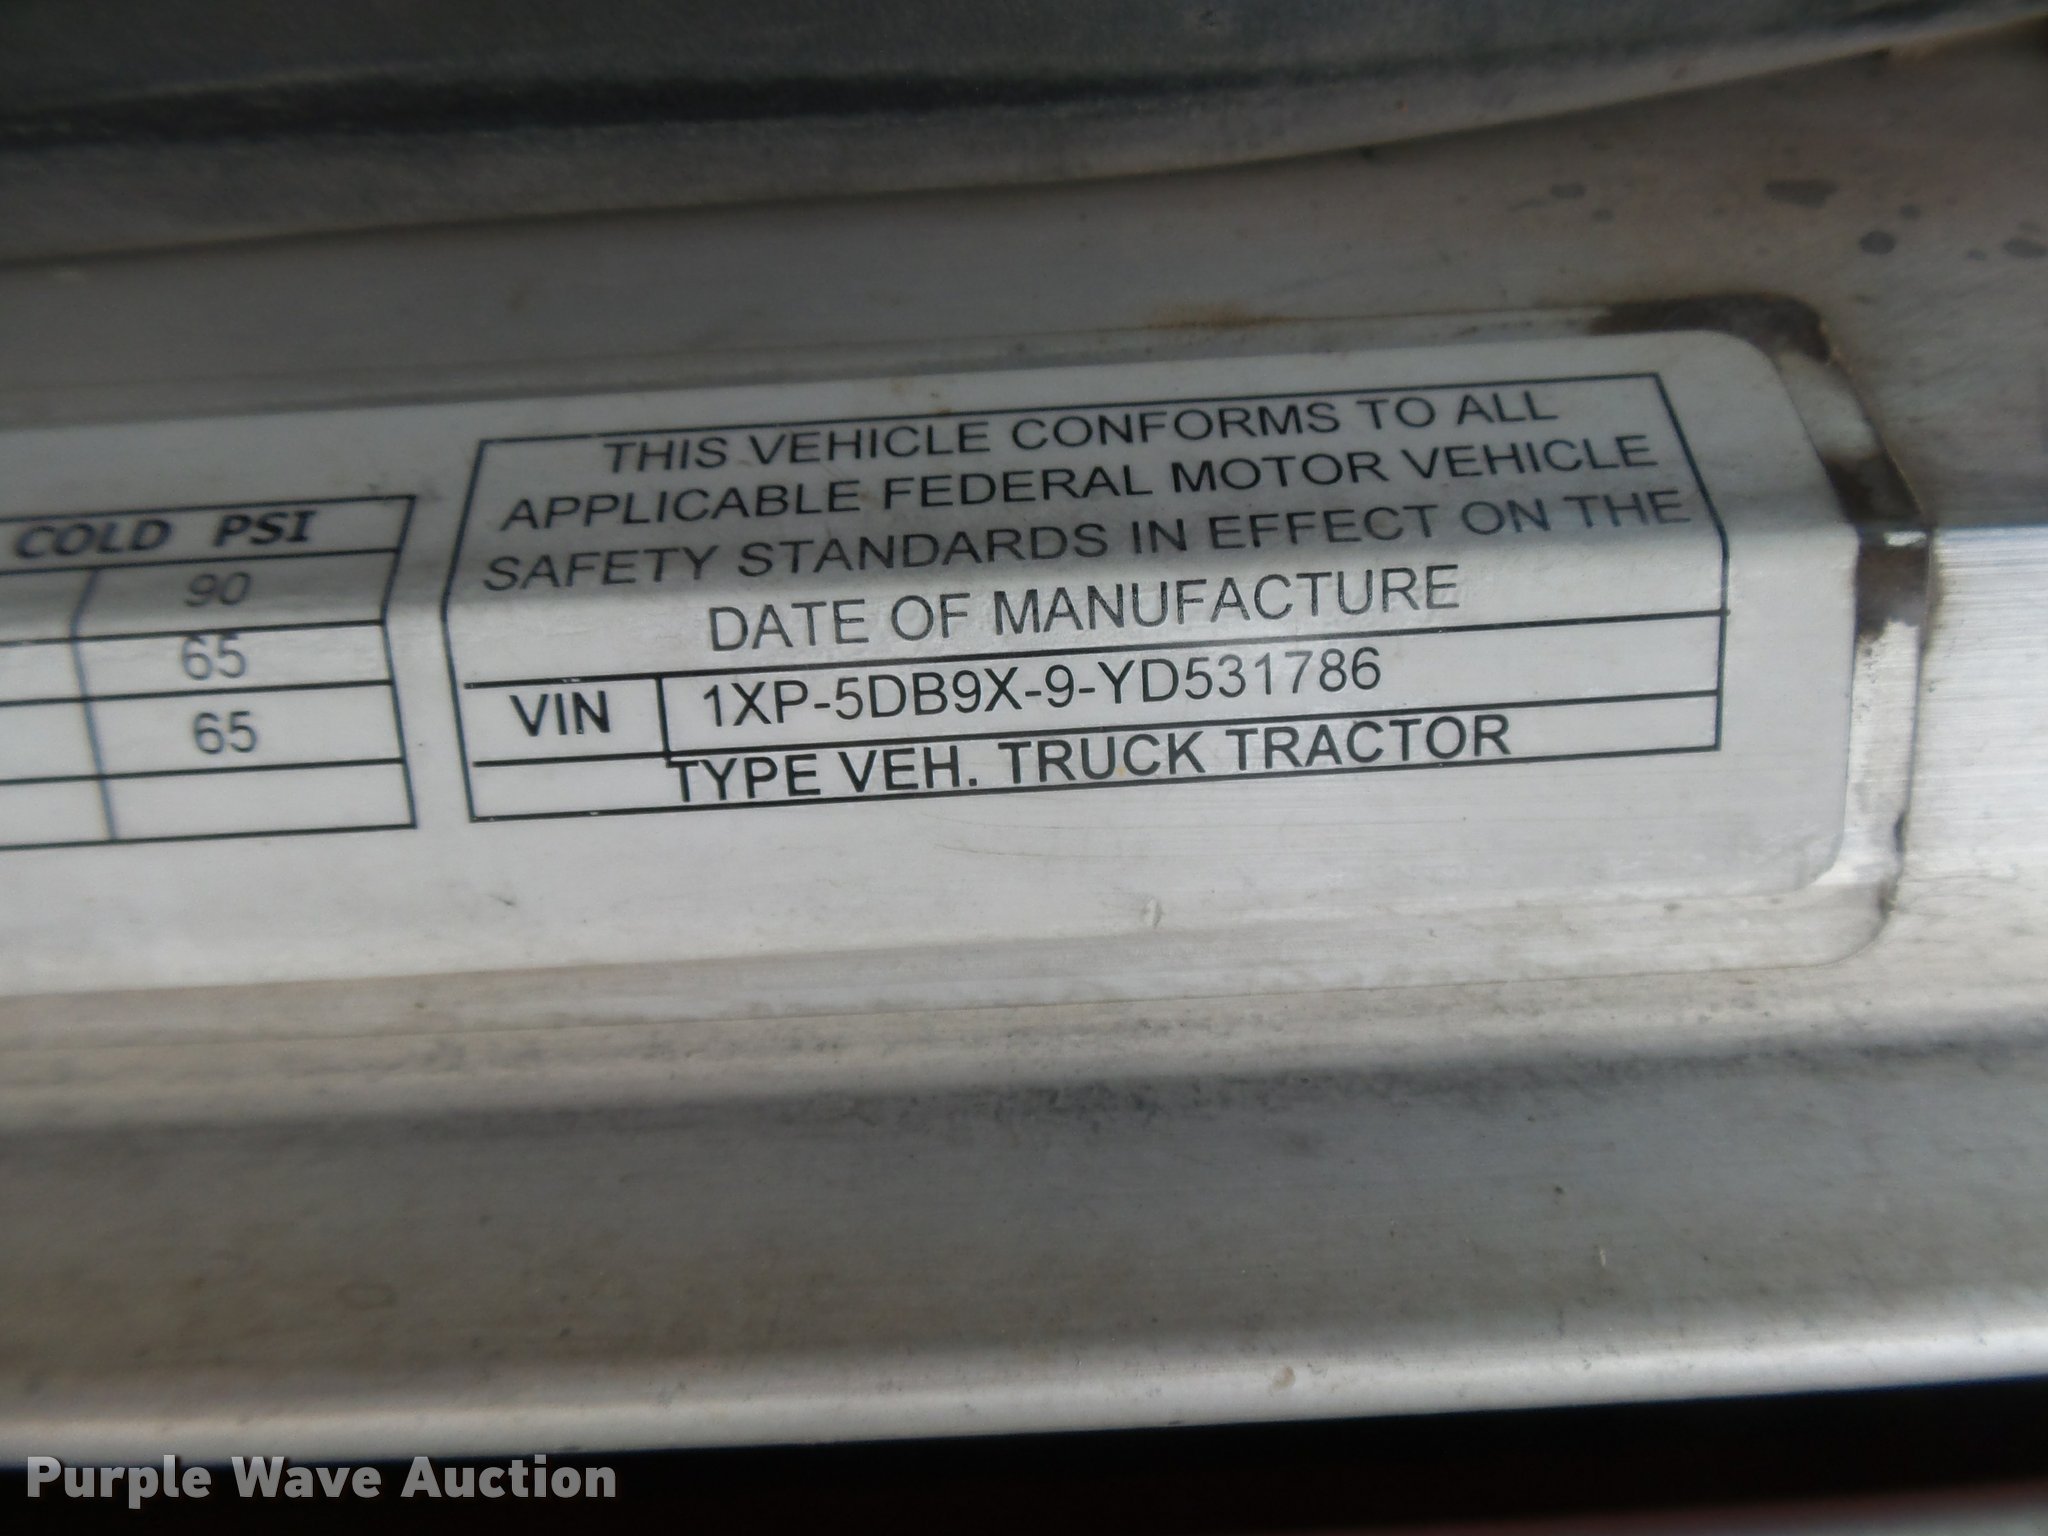 COLD PSI
90
65
65
THIS VEHICLE CONFORMS TO ALL
APPLICABLE FEDERAL MOTOR VEHICLE
SAFETY STANDARDS IN EFFECT ON THE
DATE OF MANUFACTURE
VIN 1XP-5DB9X-9-YD531786
TYPE VEH. TRUCK TRACTOR
Purple Wave Auction